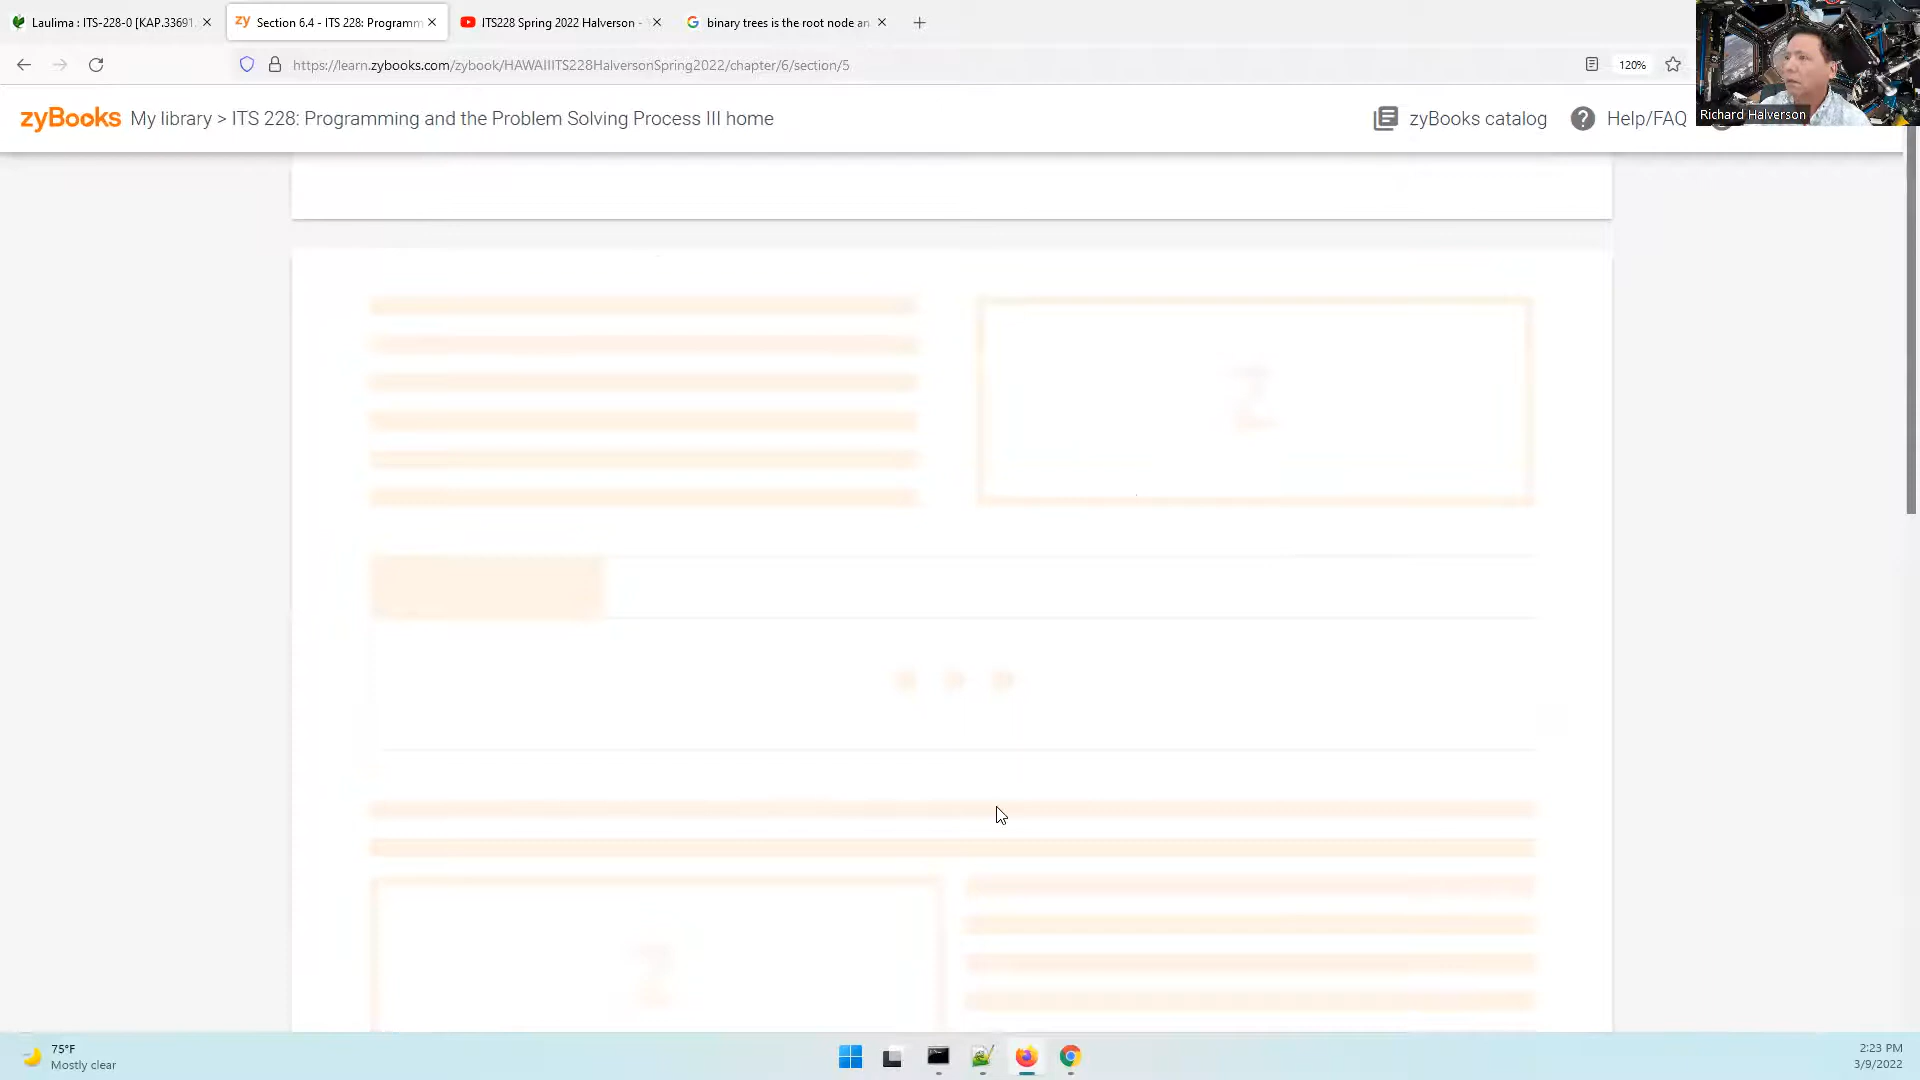 Laulima : ITS-228-0 [KAP.33691.
zy Section 6.4 - ITS 228: Programm
ITS228 Spring 2022 Halverson -
binary trees is the root node an
https://learn.zybooks.com/zybook/HAWAIIITS228HalversonSpring2022/chapter/6/section/5
120%
zyBooks My library > ITS 228: Programming and the Problem Solving Process III home
zyBooks catalog
Help/FAQ
Richard Halverson
75°F
Mostly clear
2:23 PM
3/9/2022